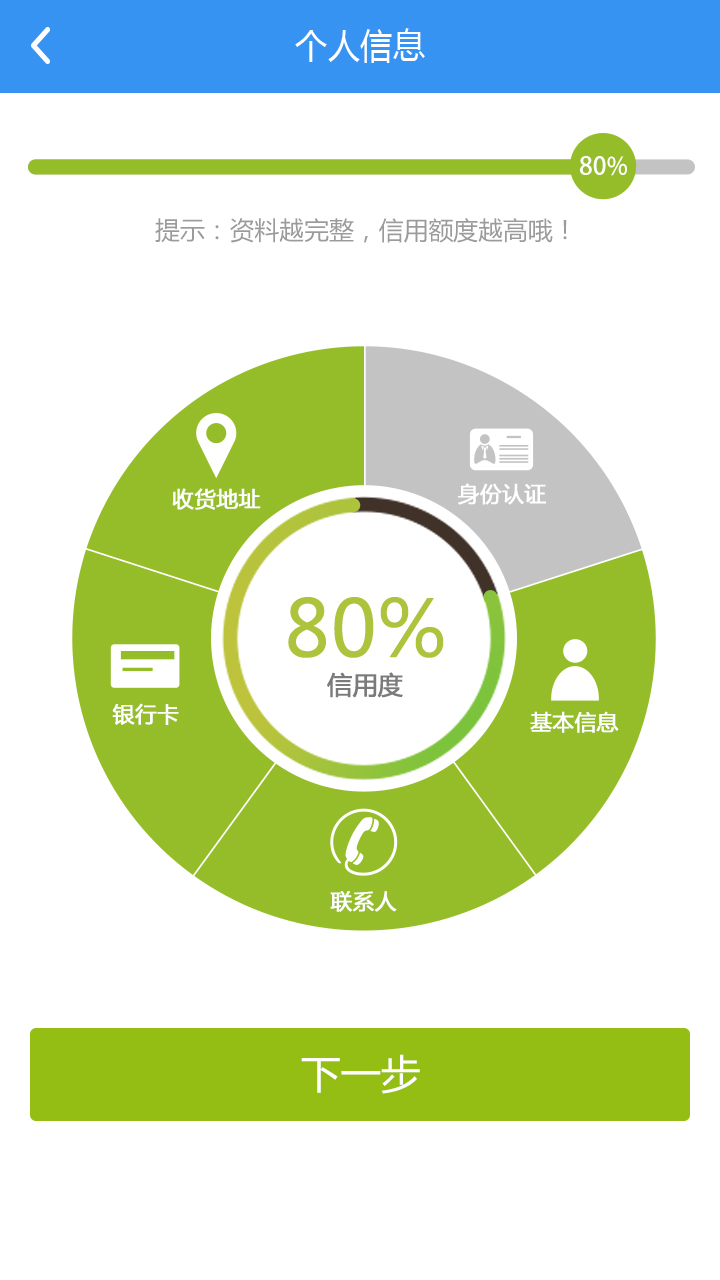 个人信息
80%
提示：资料越完整，信用额度越高哦！
收货地址
身份认证
80%
信用度
银行卡
基本信息
联系人
下一步